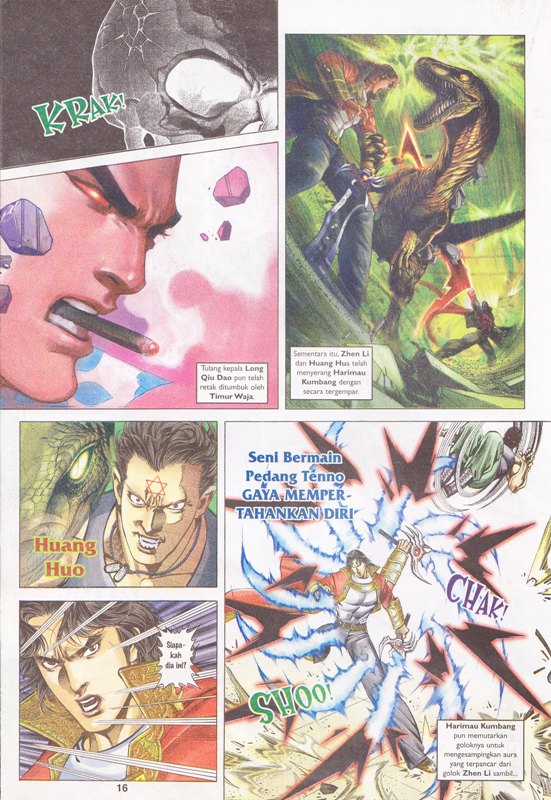 KRAK!
Tulang kepala Long
Qiu Dao pun telah
retak ditumbuk oleh
Timur Waja.
Sementara itu, Zhen Li
dan Huang Hua telah
menyerang Harimau
Kumbang dengan
secara tergempar.
Huang
Huo
Siapa-
kah
dia ini?
Seni Bermain
Pedang Tenno
GAYA MEMPER-
TAHANKAN DIRI
CHAK!
SHOO!
Harimau Kumbang
pun memutarkan
goloknya untuk
mengesampingkan aura
yang terpancar dari
golok Zhen Li sambil...
16